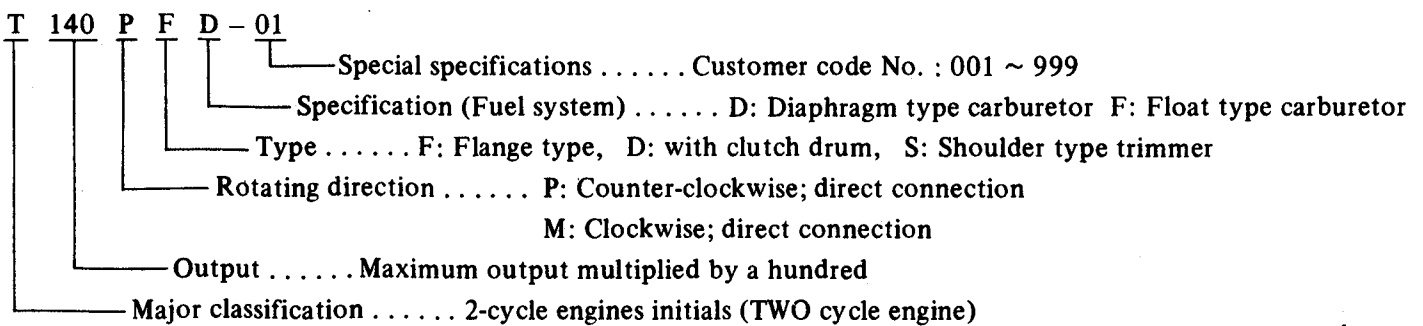 T 140 P F D – 01
Special specifications ...... Customer code No. : 001 ~ 999
Specification (Fuel system) ...... D: Diaphragm type carburetor F: Float type carburetor
Type ...... F: Flange type, D: with clutch drum, S: Shoulder type trimmer
Rotating direction ...... P: Counter-clockwise; direct connection
M: Clockwise; direct connection
Output ...... Maximum output multiplied by a hundred
Major classification ...... 2-cycle engines initials (TWO cycle engine)